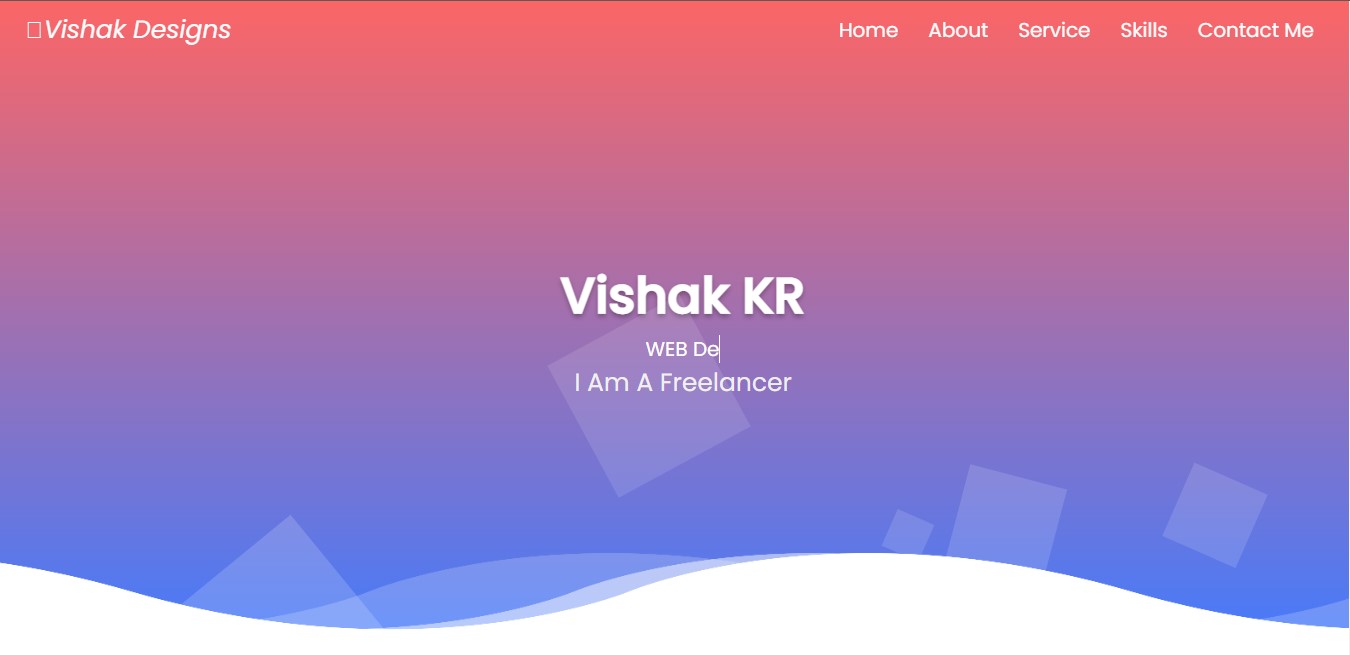 Vishak Designs
Home About Service Skills Contact Me
Vishak KR
WEB De
I Am A Freelancer